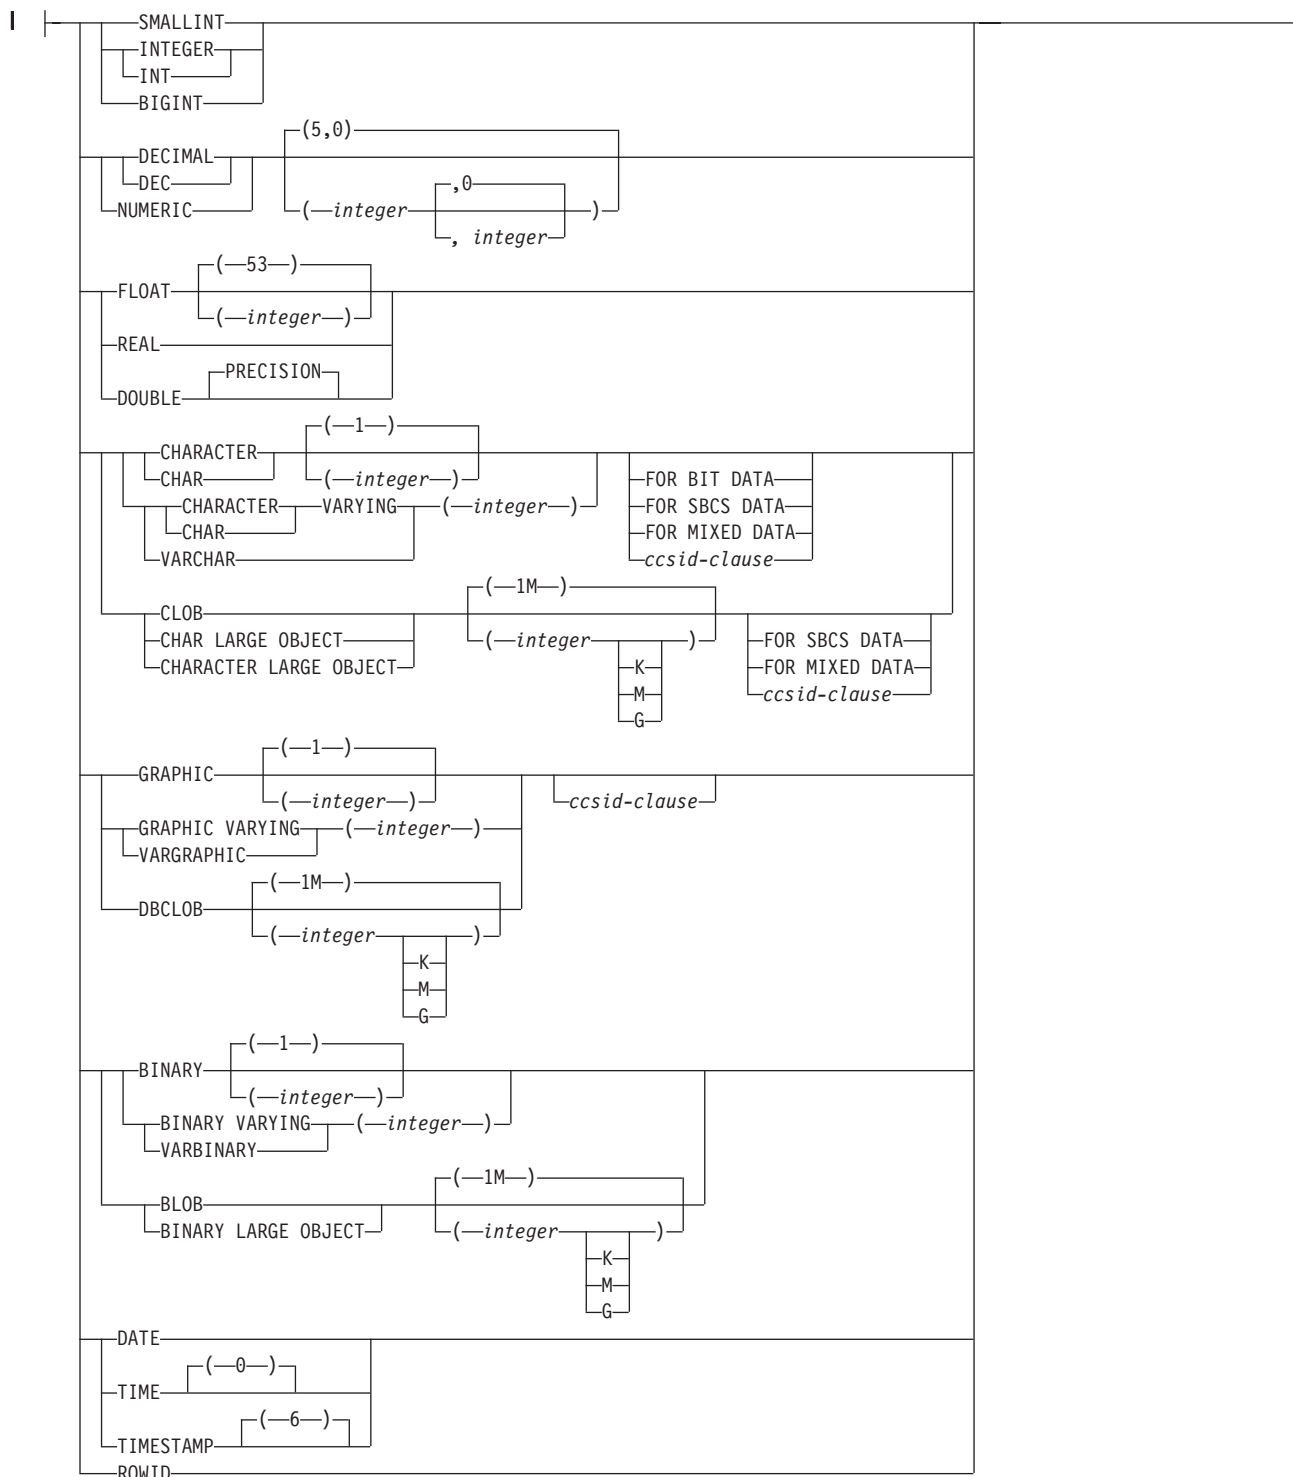 SMALLINT
INTEGER
INT
BIGINT
(5,0)
DECIMAL
DEC
NUMERIC
,0
( integer )
, integer
( 53 )
FLOAT
( integer )
REAL
PRECISION
DOUBLE
( 1 )
CHARACTER
CHAR ( integer ) FOR BIT DATA
CHARACTER VARYING ( integer ) FOR SBCS DATA
CHAR FOR MIXED DATA
VARCHAR ccsid-clause
( 1M )
CLOB
CHAR LARGE OBJECT ( integer ) FOR SBCS DATA
CHARACTER LARGE OBJECT K FOR MIXED DATA
M ccsid-clause
G
( 1 )
GRAPHIC
( integer ) ccsid-clause
GRAPHIC VARYING ( integer )
VARGRAPHIC
( 1M )
DBCLOB
( integer )
K
M
G
( 1 )
BINARY
( integer )
BINARY VARYING ( integer )
VARBINARY
( 1M )
BLOB
BINARY LARGE OBJECT ( integer )
K
M
G
DATE
( 0 )
TIME
( 6 )
TIMESTAMP
ROWID